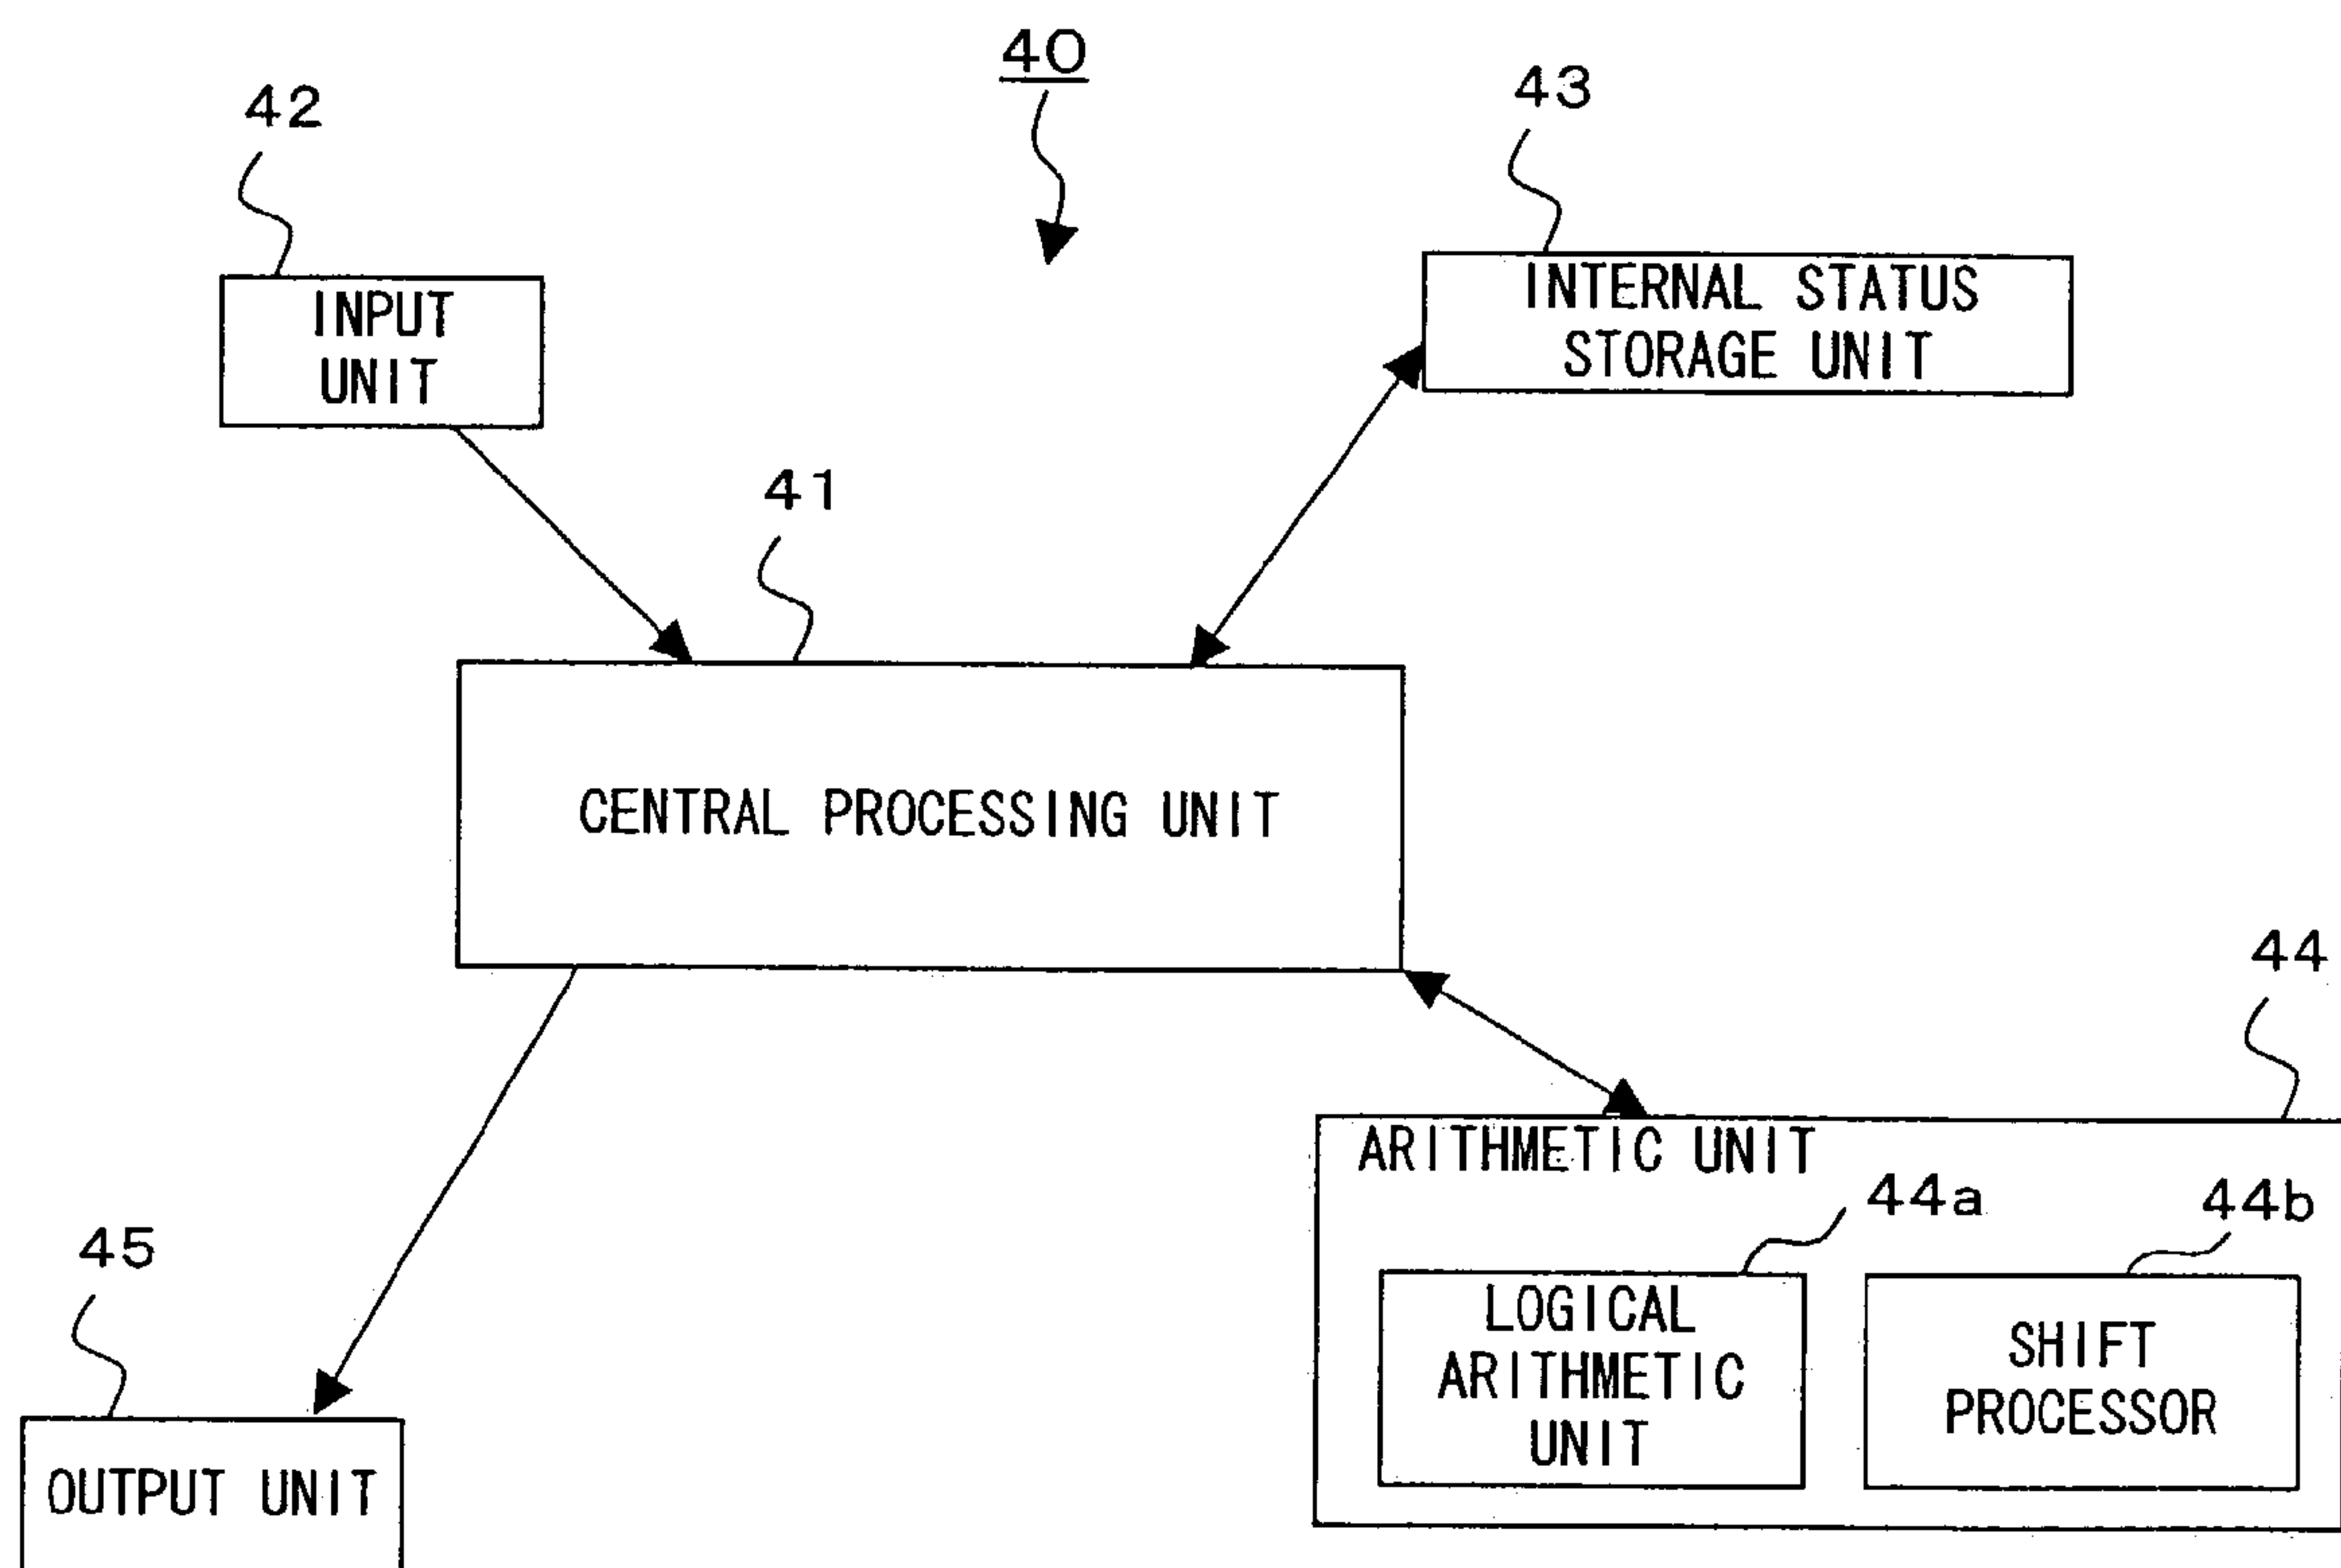 40
42
43
INPUT
UNIT
INTERNAL STATUS
STORAGE UNIT
41
CENTRAL PROCESSING UNIT
44
ARITHMETIC UNIT
44a
44b
45
LOGICAL
ARITHMETIC
UNIT
SHIFT
PROCESSOR
OUTPUT UNIT